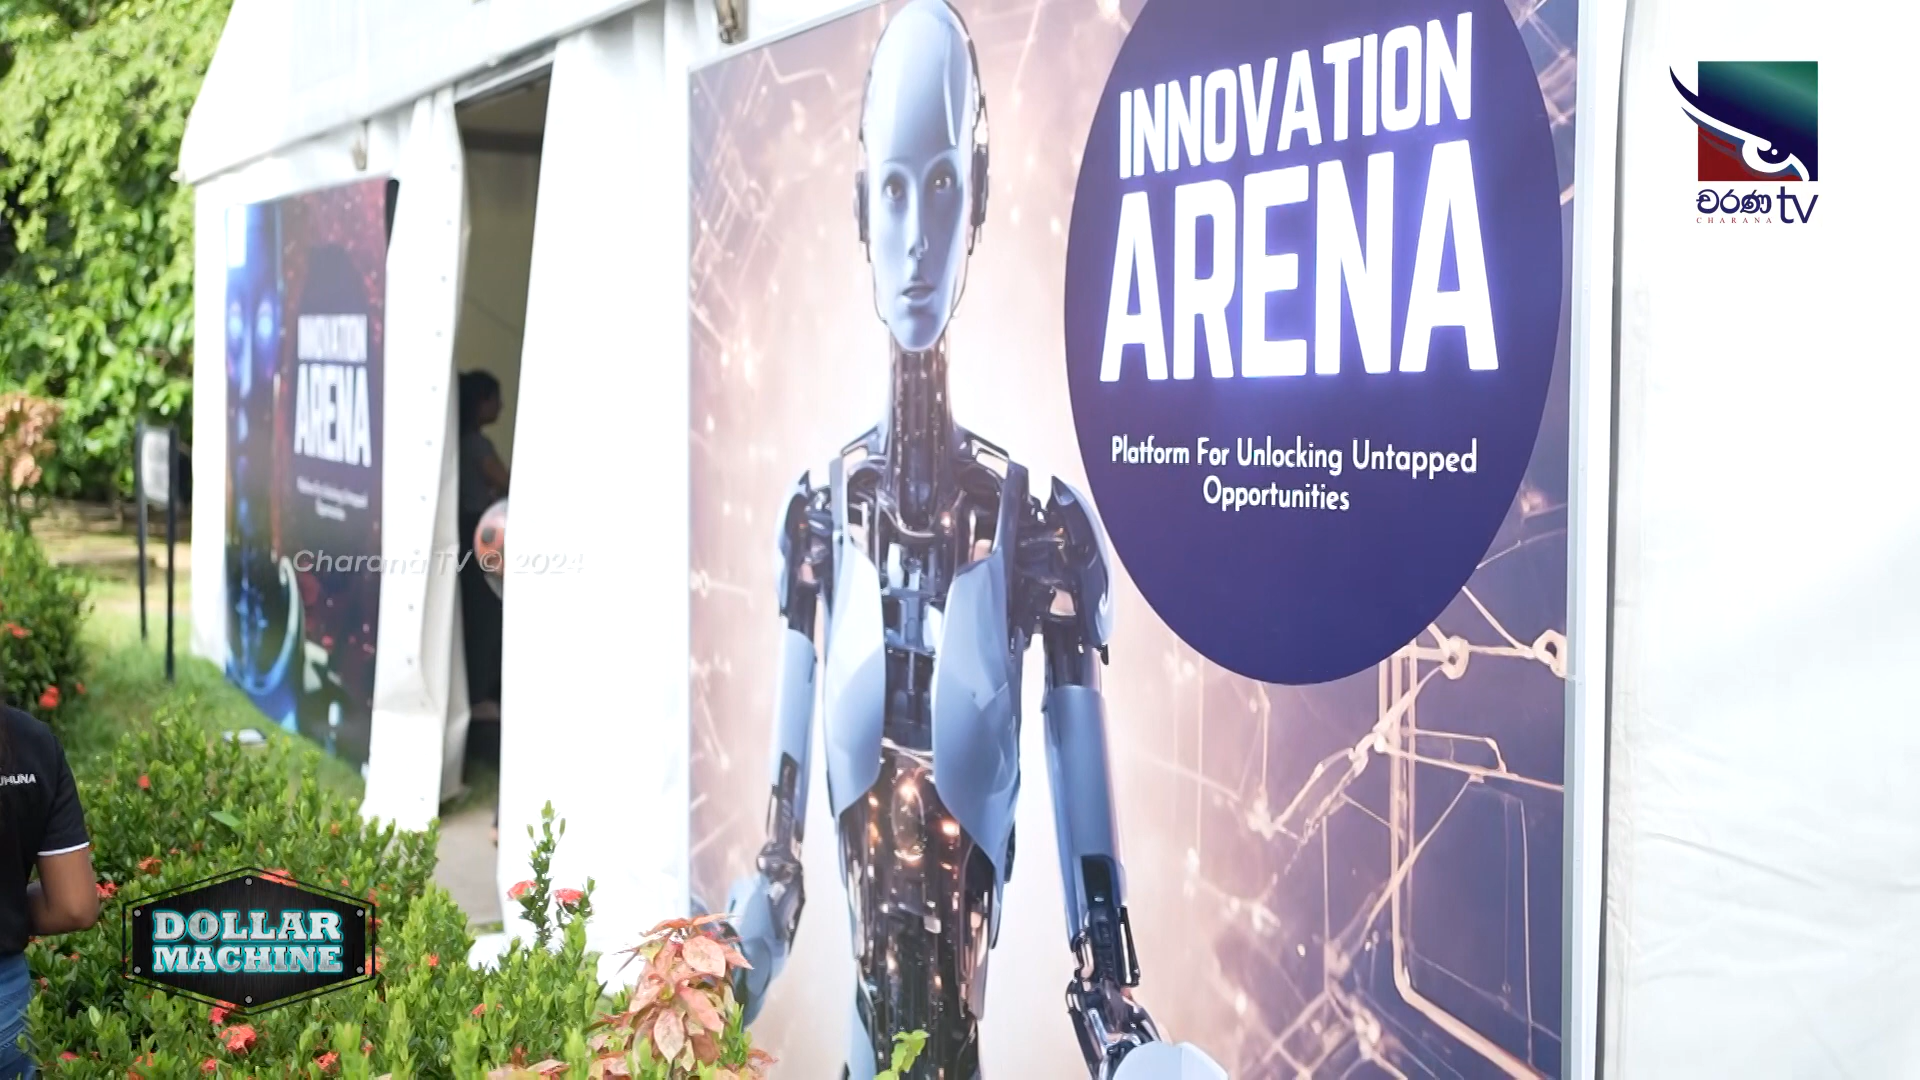 INNOVATION
ARENA
Platform For Unlocking Untapped
Opportunities
චරණ tv
CHARANA
INNOVATION
ARENA
Charana TV © 2024
DOLLAR
MACHINE